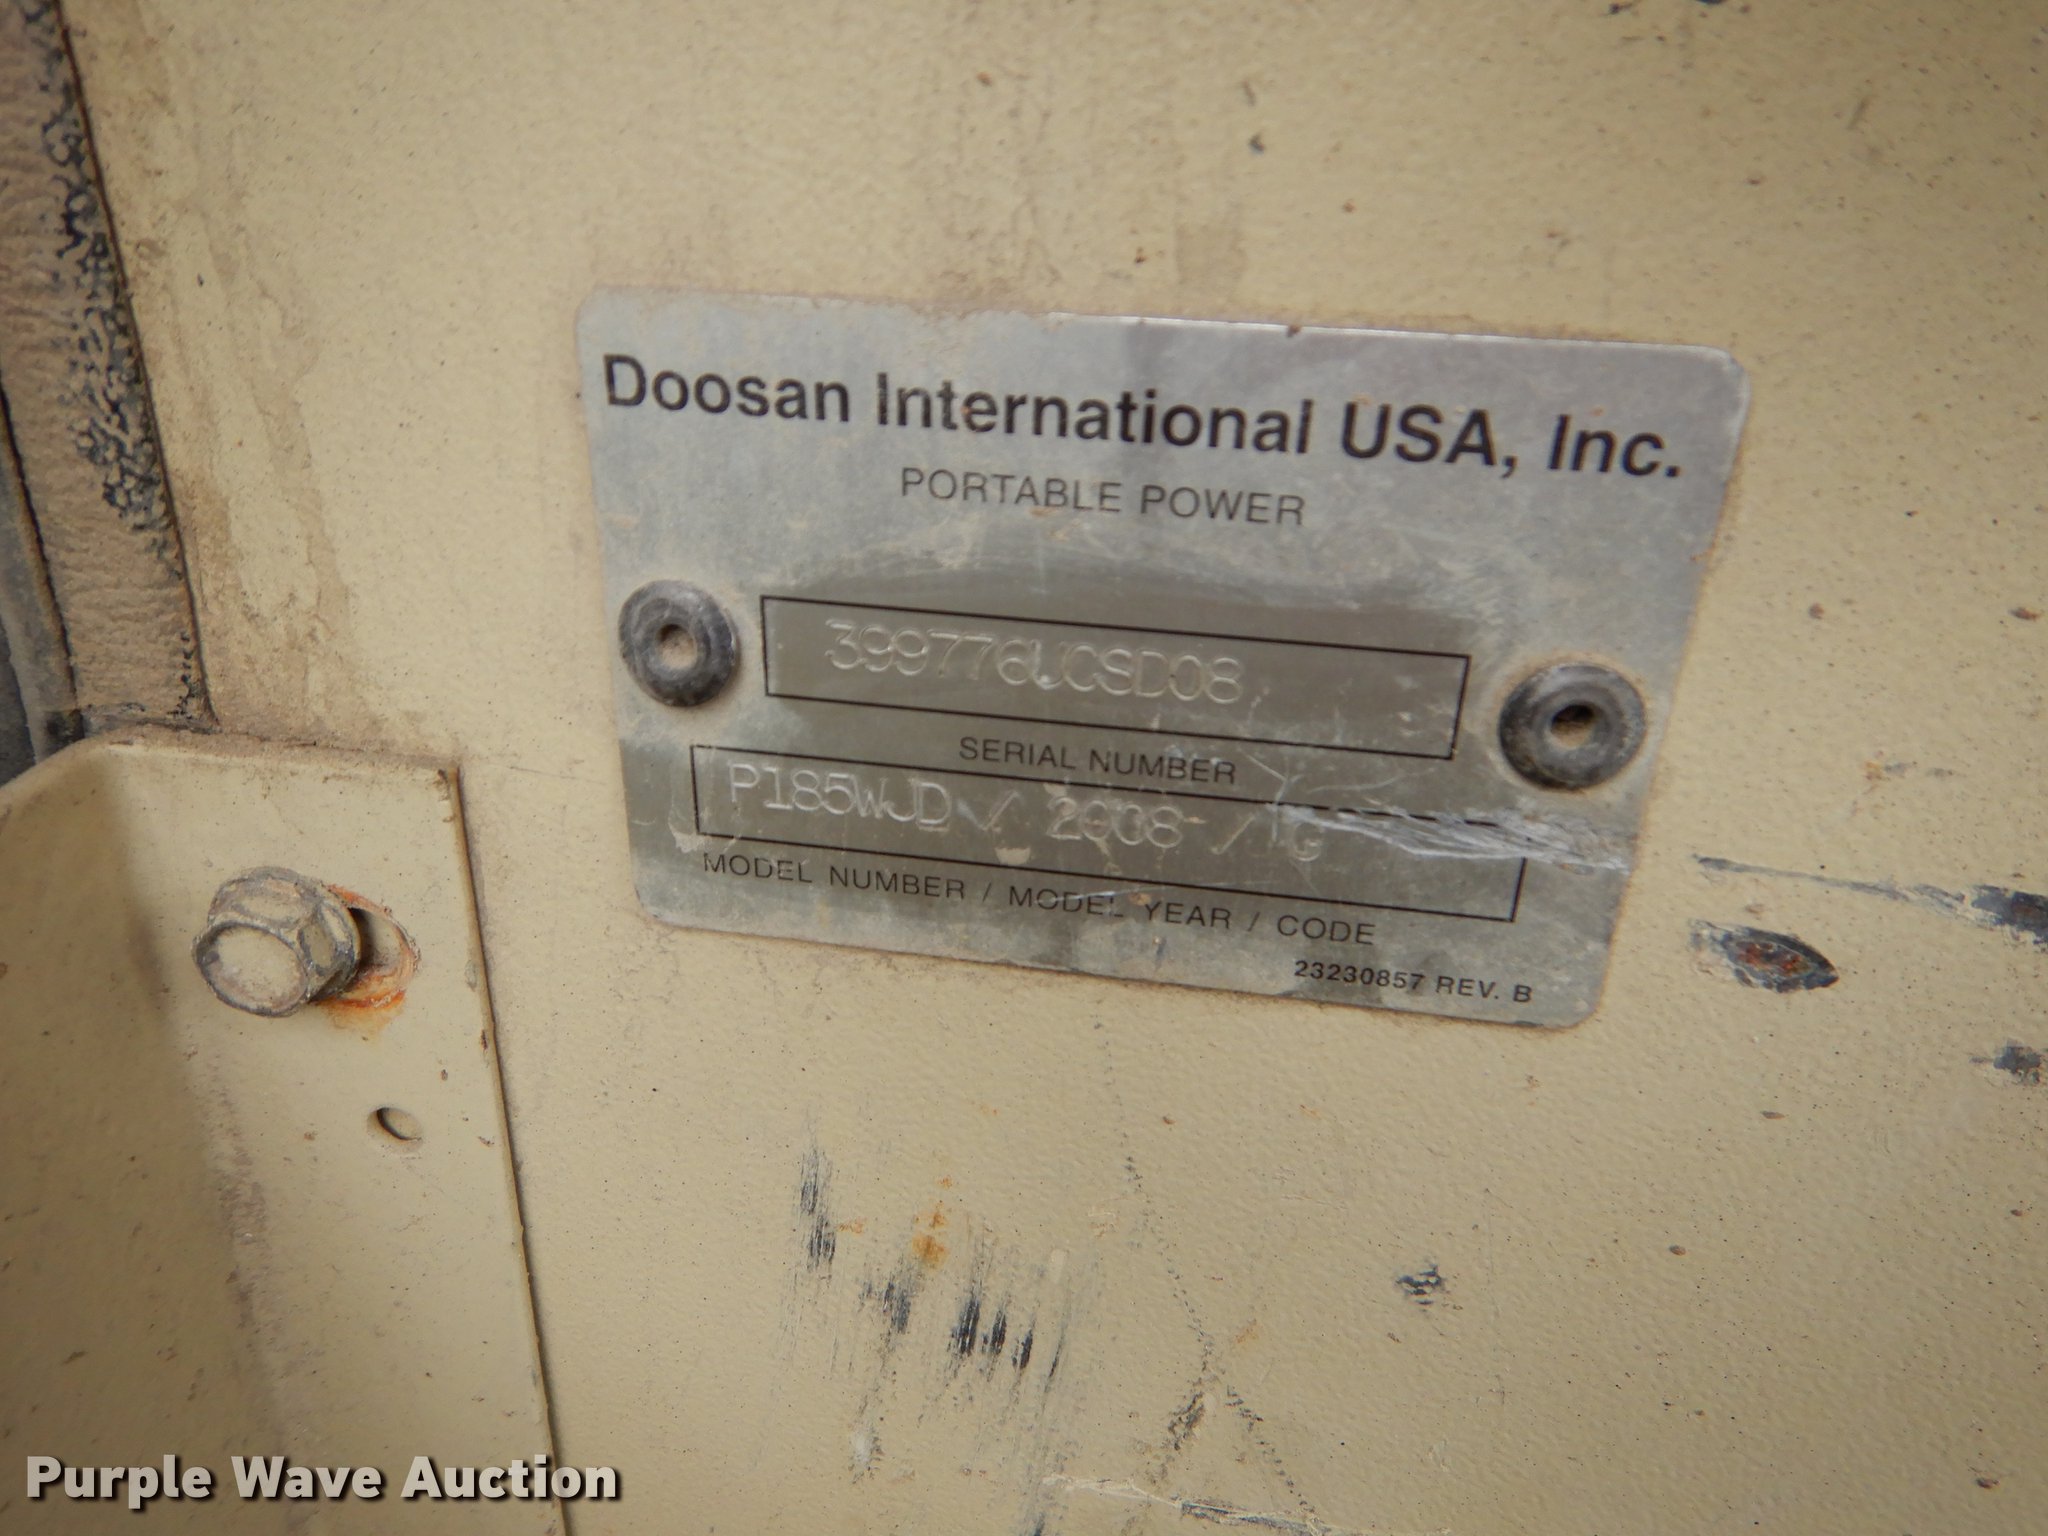 Doosan International USA, Inc.
PORTABLE POWER
399776UCSD08
SERIAL NUMBER
P185WJD / 2008 / G
MODEL NUMBER / MODEL YEAR / CODE
23230857 REV. B
Purple Wave Auction